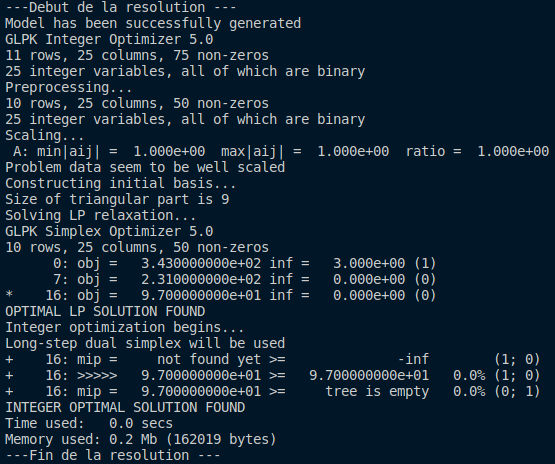 ---Debut de la resolution ---
Model has been successfully generated
GLPK Integer Optimizer 5.0
11 rows, 25 columns, 75 non-zeros
25 integer variables, all of which are binary
Preprocessing...
10 rows, 25 columns, 50 non-zeros
25 integer variables, all of which are binary
Scaling...
 A: min|aij| =  1.000e+00  max|aij| =  1.000e+00  ratio =  1.000e+00
Problem data seem to be well scaled
Constructing initial basis...
Size of triangular part is 9
Solving LP relaxation...
GLPK Simplex Optimizer 5.0
10 rows, 25 columns, 50 non-zeros
      0: obj =   3.430000000e+02 inf =   3.000e+00 (1)
      7: obj =   2.310000000e+02 inf =   0.000e+00 (0)
*    16: obj =   9.700000000e+01 inf =   0.000e+00 (0)
OPTIMAL LP SOLUTION FOUND
Integer optimization begins...
Long-step dual simplex will be used
+    16: mip =     not found yet >=              -inf        (1; 0)
+    16: >>>>>   9.700000000e+01 >=   9.700000000e+01   0.0% (1; 0)
+    16: mip =   9.700000000e+01 >=     tree is empty   0.0% (0; 1)
INTEGER OPTIMAL SOLUTION FOUND
Time used:   0.0 secs
Memory used: 0.2 Mb (162019 bytes)
---Fin de la resolution ---